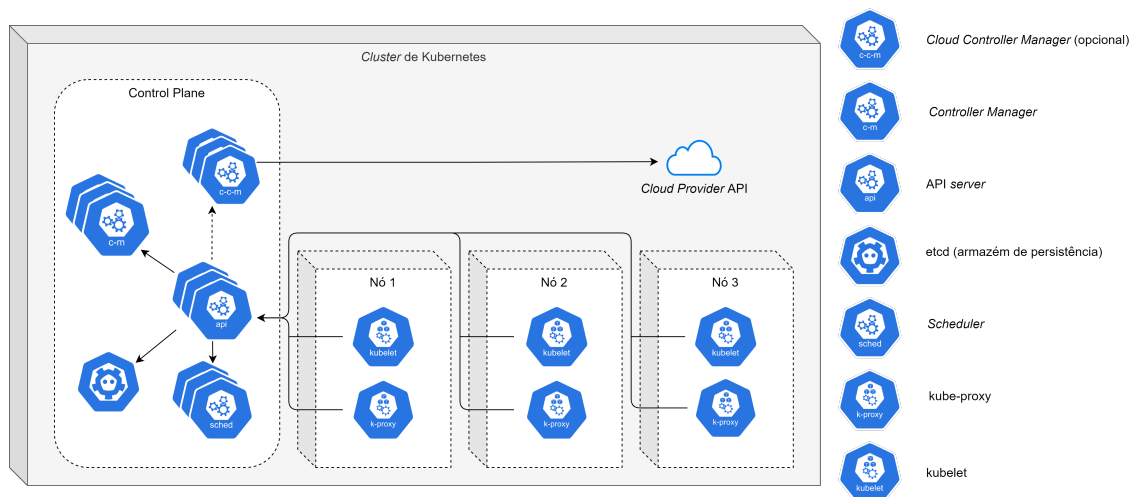 Cluster de Kubernetes
Control Plane
c-c-m
c-m
api
sched
Cloud Provider API
Nó 1
kubelet
k-proxy
Nó 2
kubelet
k-proxy
Nó 3
kubelet
k-proxy
c-c-m
Cloud Controller Manager (opcional)
c-m
Controller Manager
api
API server
etcd (armazém de persistência)
sched
Scheduler
k-proxy
kube-proxy
kubelet
kubelet